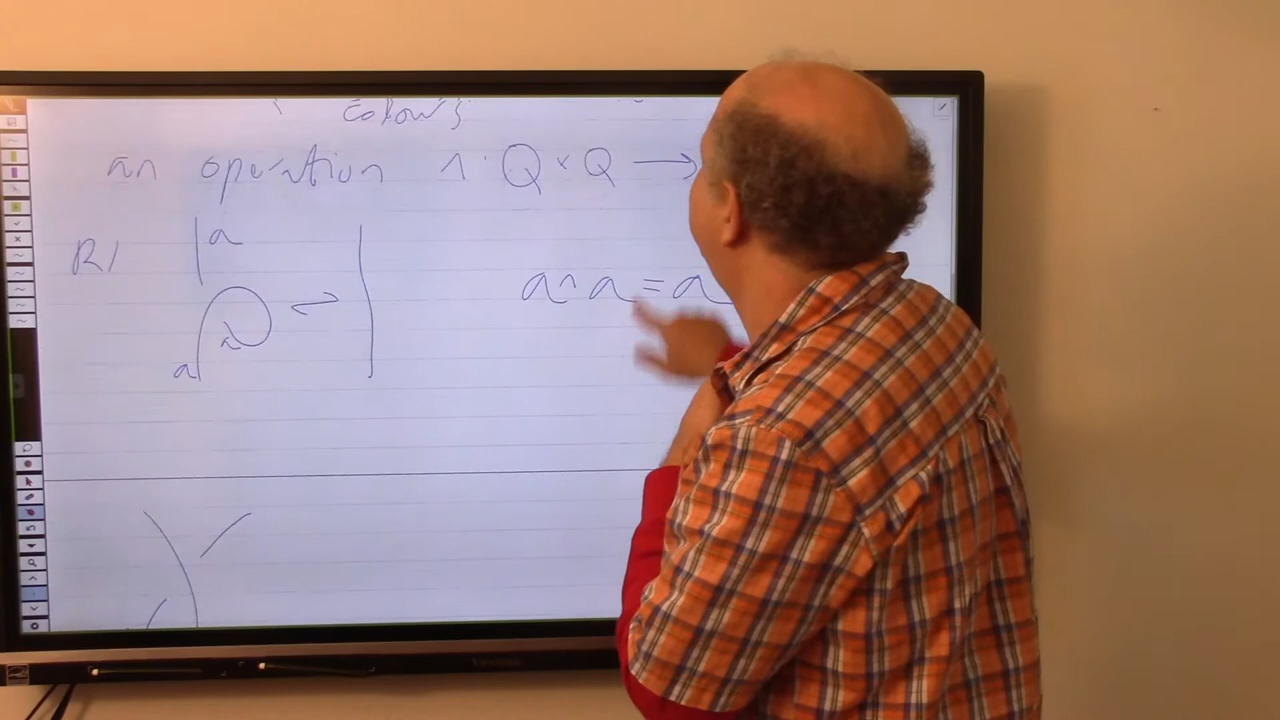 Colours
an operation ∧ : Q × Q →
R1 a
a ∧ a = a
⇌
a
a